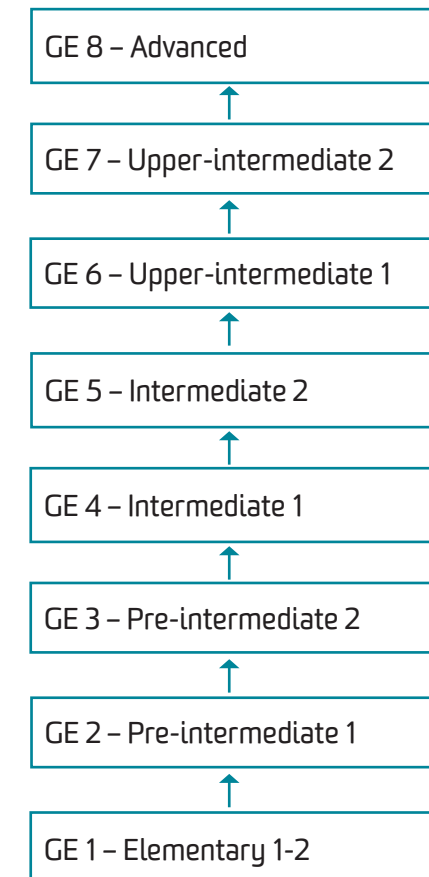 GE 8 – Advanced
GE 7 – Upper-intermediate 2
GE 6 – Upper-intermediate 1
GE 5 – Intermediate 2
GE 4 – Intermediate 1
GE 3 – Pre-intermediate 2
GE 2 – Pre-intermediate 1
GE 1 – Elementary 1-2